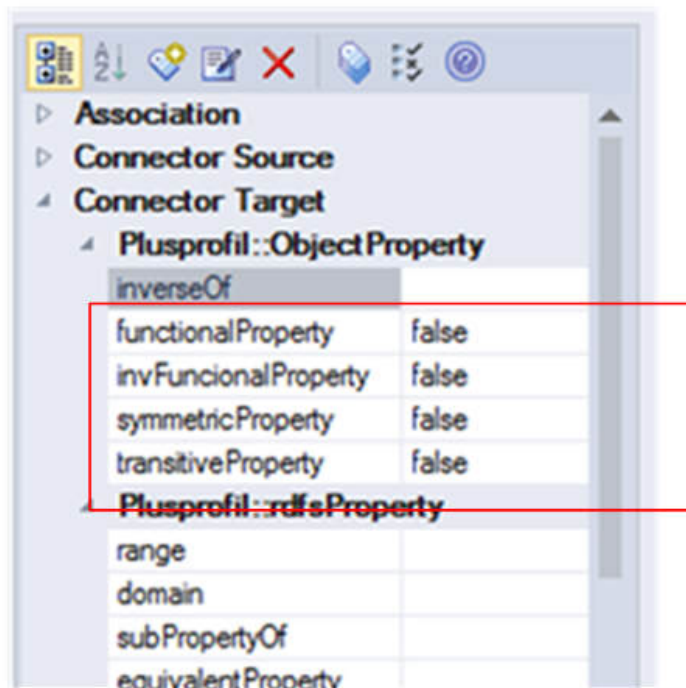 Association
Connector Source
Connector Target
Plusprofil::ObjectProperty
inverseOf
functionalProperty false
invFuncionalProperty false
symmetricProperty false
transitiveProperty false
Plusprofil::rdfsProperty
range
domain
subPropertyOf
equivalentProperty